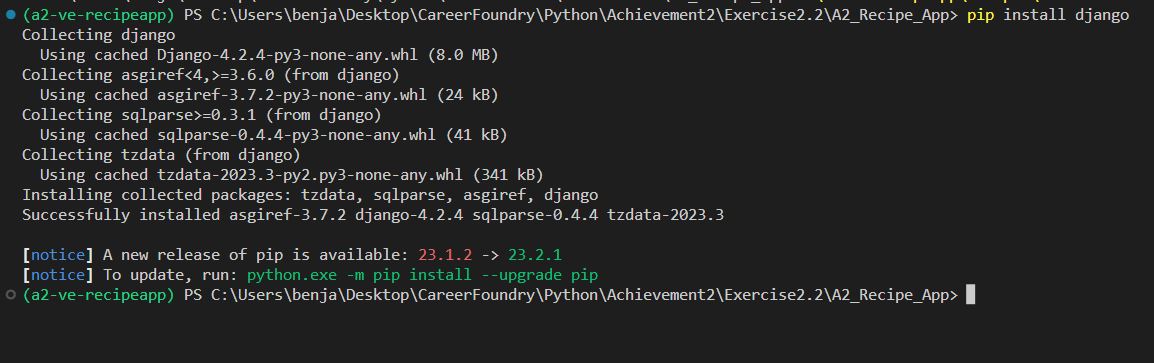 (a2-ve-recipeapp) PS C:\Users\benja\Desktop\CareerFoundry\Python\Achievement2\Exercise2.2\A2_Recipe_App> pip install django
Collecting django
  Using cached Django-4.2.4-py3-none-any.whl (8.0 MB)
Collecting asgiref<4,>=3.6.0 (from django)
  Using cached asgiref-3.7.2-py3-none-any.whl (24 kB)
Collecting sqlparse>=0.3.1 (from django)
  Using cached sqlparse-0.4.4-py3-none-any.whl (41 kB)
Collecting tzdata (from django)
  Using cached tzdata-2023.3-py2.py3-none-any.whl (341 kB)
Installing collected packages: tzdata, sqlparse, asgiref, django
Successfully installed asgiref-3.7.2 django-4.2.4 sqlparse-0.4.4 tzdata-2023.3

[notice] A new release of pip is available: 23.1.2 -> 23.2.1
[notice] To update, run: python.exe -m pip install --upgrade pip
(a2-ve-recipeapp) PS C:\Users\benja\Desktop\CareerFoundry\Python\Achievement2\Exercise2.2\A2_Recipe_App>